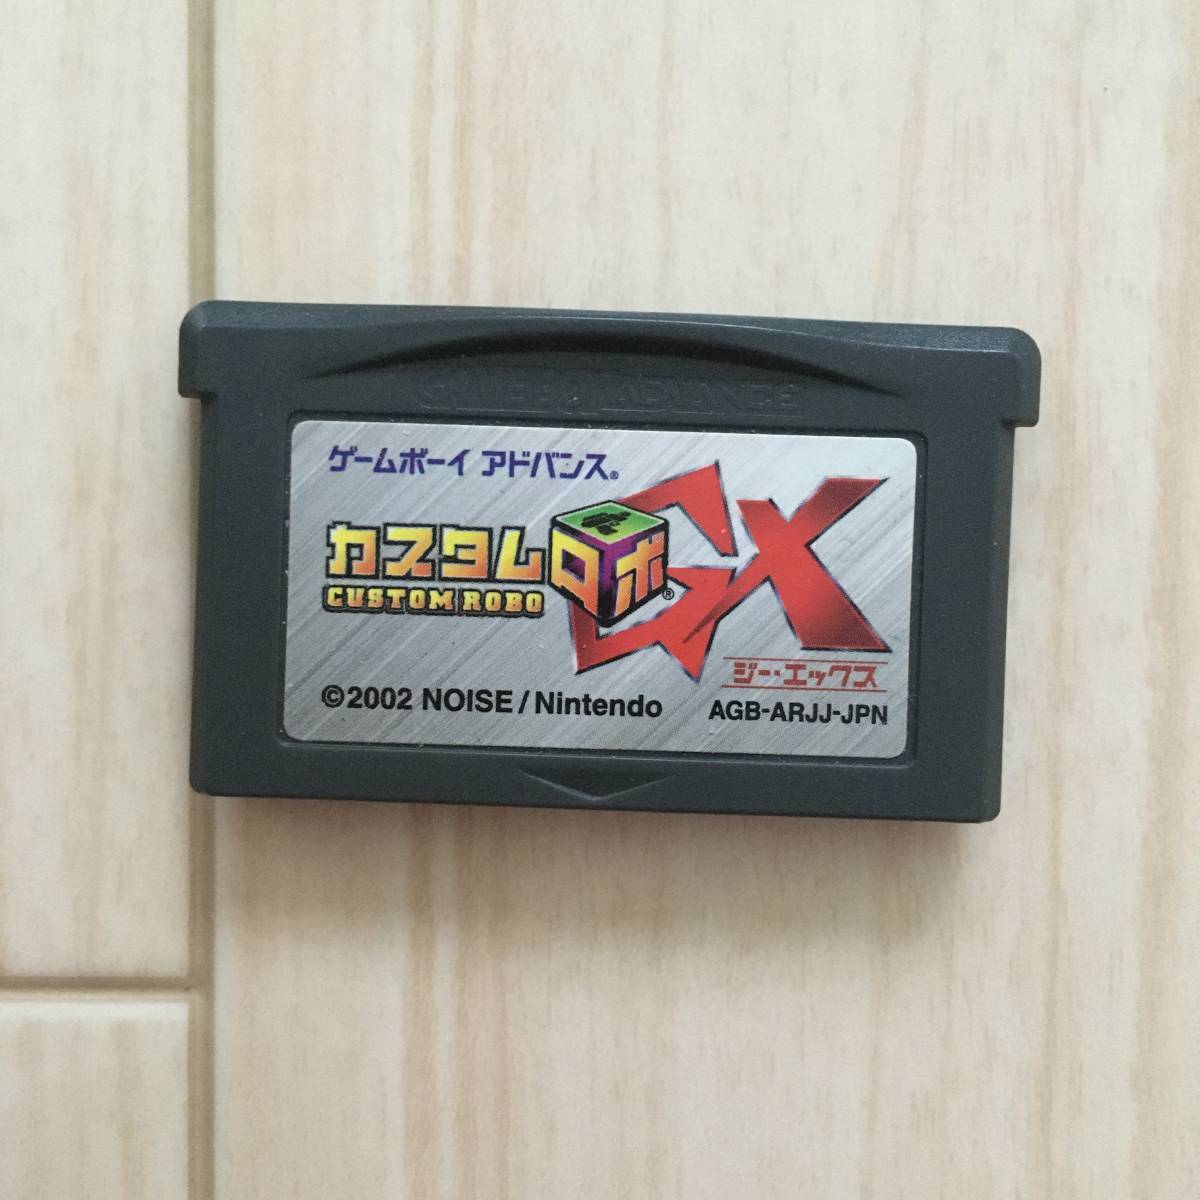 GAME BOY ADVANCE
ゲームボーイ アドバンス®
カスタムロボ® GX
CUSTOM ROBO
ジー・エックス
©2002 NOISE/Nintendo
AGB-ARJJ-JPN